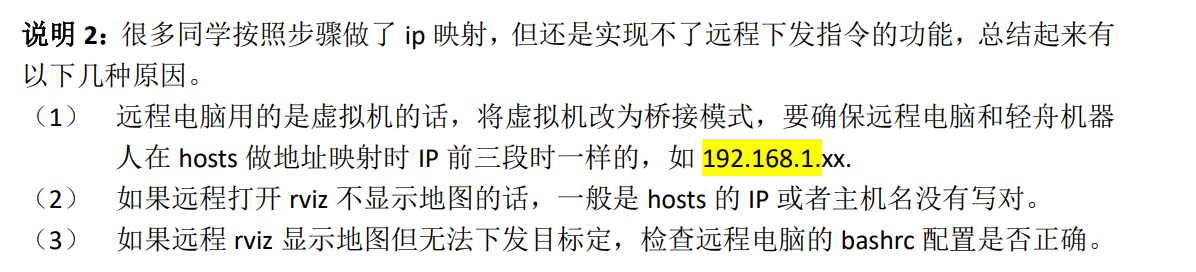 说明 2：很多同学按照步骤做了 ip 映射，但还是实现不了远程下发指令的功能，总结起来有
以下几种原因。
（1） 远程电脑用的是虚拟机的话，将虚拟机改为桥接模式，要确保远程电脑和轻舟机器
人在 hosts 做地址映射时 IP 前三段时一样的，如 192.168.1.xx.
（2） 如果远程打开 rviz 不显示地图的话，一般是 hosts 的 IP 或者主机名没有写对。
（3） 如果远程 rviz 显示地图但无法下发目标定，检查远程电脑的 bashrc 配置是否正确。